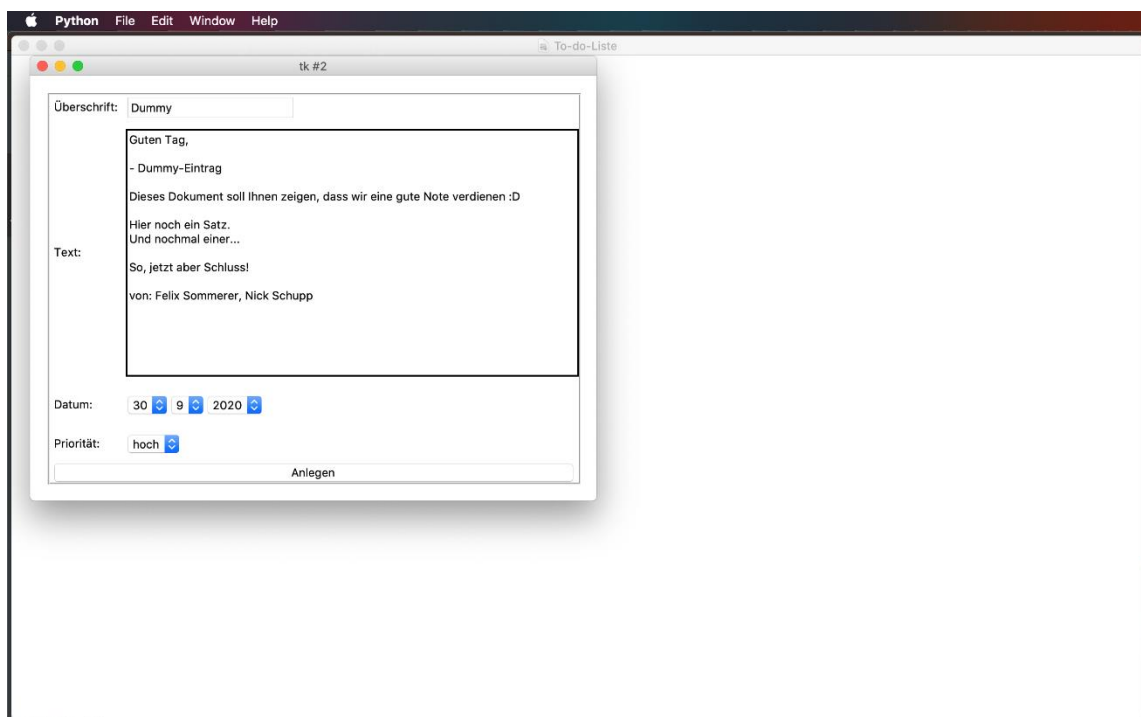 Python File Edit Window Help
To-do-Liste
tk #2
Überschrift: Dummy
Text:
Guten Tag,
- Dummy-Eintrag
Dieses Dokument soll Ihnen zeigen, dass wir eine gute Note verdienen :D
Hier noch ein Satz.
Und nochmal einer...
So, jetzt aber Schluss!
von: Felix Sommerer, Nick Schupp
Datum: 30 9 2020
Priorität: hoch
Anlegen